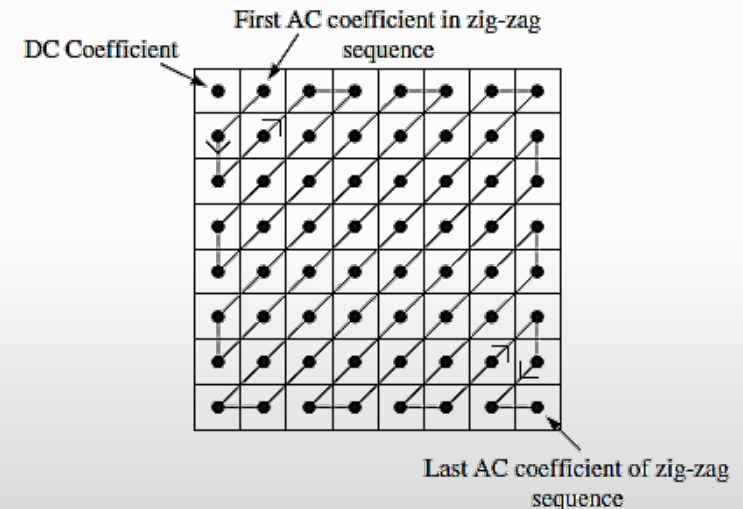 First AC coefficient in zig-zag
sequence
DC Coefficient
Last AC coefficient of zig-zag
sequence